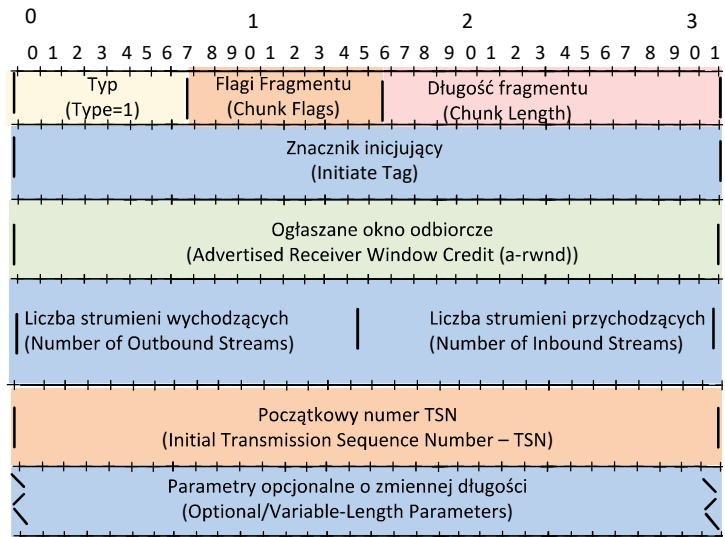 0 1 2 3
0 1 2 3 4 5 6 7 8 9 0 1 2 3 4 5 6 7 8 9 0 1 2 3 4 5 6 7 8 9 0 1
Typ
(Type=1)
Flagi Fragmentu
(Chunk Flags)
Długość fragmentu
(Chunk Length)
Znacznik inicjujący
(Initiate Tag)
Ogłaszane okno odbiorcze
(Advertised Receiver Window Credit (a-rwnd))
Liczba strumieni wychodzących
(Number of Outbound Streams)
Liczba strumieni przychodzących
(Number of Inbound Streams)
Początkowy numer TSN
(Initial Transmission Sequence Number – TSN)
Parametry opcjonalne o zmiennej długości
(Optional/Variable-Length Parameters)